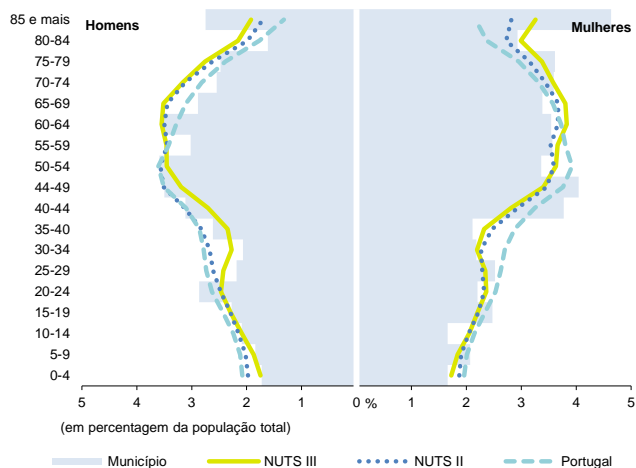 Homens
Mulheres
85 e mais
80-84
75-79
70-74
65-69
60-64
55-59
50-54
44-49
40-44
35-40
30-34
25-29
20-24
15-19
10-14
5-9
0-4
5 4 3 2 1 0 % 1 2 3 4 5
(em percentagem da população total)
Município NUTS III NUTS II Portugal